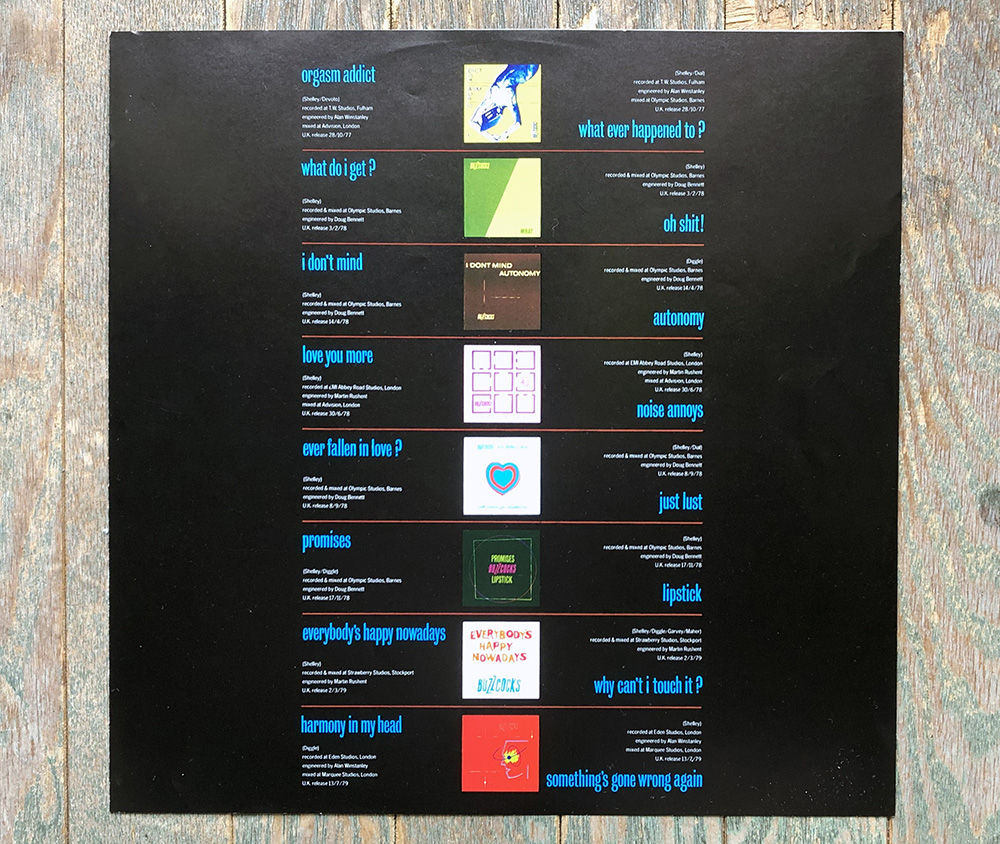 orgasm addict
(Shelley/Devoto)
recorded at T.W. Studios, Fulham
engineered by Alan Winstanley
mixed at Advision, London
U.K. release 28/10/77
(Shelley/Dial)
recorded at T.W. Studios, Fulham
engineered by Alan Winstanley
mixed at Olympic Studios, Barnes
U.K. release 28/10/77
what ever happened to ?
what do i get ?
(Shelley)
recorded & mixed at Olympic Studios, Barnes
engineered by Doug Bennett
U.K. release 3/2/78
BUZZCOCKS
(Shelley)
recorded & mixed at Olympic Studios, Barnes
engineered by Doug Bennett
U.K. release 3/2/78
oh shit!
i don't mind
(Shelley)
recorded & mixed at Olympic Studios, Barnes
engineered by Doug Bennett
U.K. release 14/4/78
I DONT MIND
AUTONOMY
BUZZCOCKS
(Diggle)
recorded & mixed at Olympic Studios, Barnes
engineered by Doug Bennett
U.K. release 14/4/78
autonomy
love you more
(Shelley)
recorded at EMI Abbey Road Studios, London
engineered by Martin Rushent
mixed at Advision, London
U.K. release 30/6/78
BUZZCOCKS
(Shelley)
recorded at EMI Abbey Road Studios, London
engineered by Martin Rushent
mixed at Advision, London
U.K. release 30/6/78
noise annoys
ever fallen in love ?
(Shelley)
recorded & mixed at Olympic Studios, Barnes
engineered by Doug Bennett
U.K. release 8/9/78
(Shelley/Dial)
recorded & mixed at Olympic Studios, Barnes
engineered by Doug Bennett
U.K. release 8/9/78
just lust
promises
(Shelley/Diggle)
recorded & mixed at Olympic Studios, Barnes
engineered by Doug Bennett
U.K. release 17/11/78
PROMISES
BUZZCOCKS
LIPSTICK
(Shelley)
recorded & mixed at Olympic Studios, Barnes
engineered by Doug Bennett
U.K. release 17/11/78
lipstick
everybody's happy nowadays
(Shelley)
recorded & mixed at Strawberry Studios, Stockport
engineered by Martin Rushent
U.K. release 2/3/79
EVERYBODYS
HAPPY
NOWADAYS
BUZZCOCKS
(Shelley/Diggle-Garvey/Maher)
recorded & mixed at Strawberry Studios, Stockport
engineered by Martin Rushent
U.K. release 2/3/79
why can't i touch it ?
harmony in my head
(Diggle)
recorded at Eden Studios, London
engineered by Alan Winstanley
mixed at Marquee Studios, London
U.K. release 13/7/79
(Shelley)
recorded at Eden Studios, London
engineered by Alan Winstanley
mixed at Marquee Studios, London
U.K. release 13/7/79
something's gone wrong again